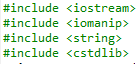 #include <iostream>
#include <iomanip>
#include <string>
#include <cstdlib>